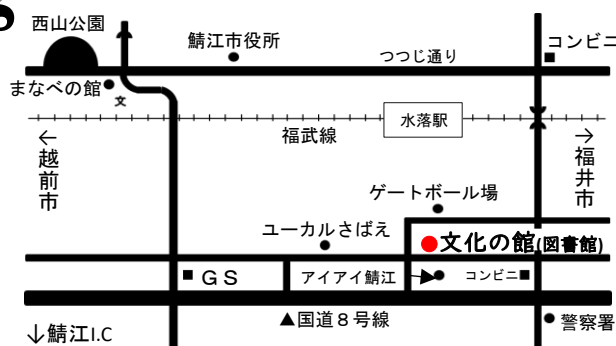 西山公園
鯖江市役所
つつじ通り
コンビニ
まなべの館
文
水落駅
福武線
←越前市
→福井市
ゲートボール場
ユーカルさばえ
文化の館(図書館)
GS
アイアイ鯖江
コンビニ
▲国道8号線
警察署
↓鯖江I.C